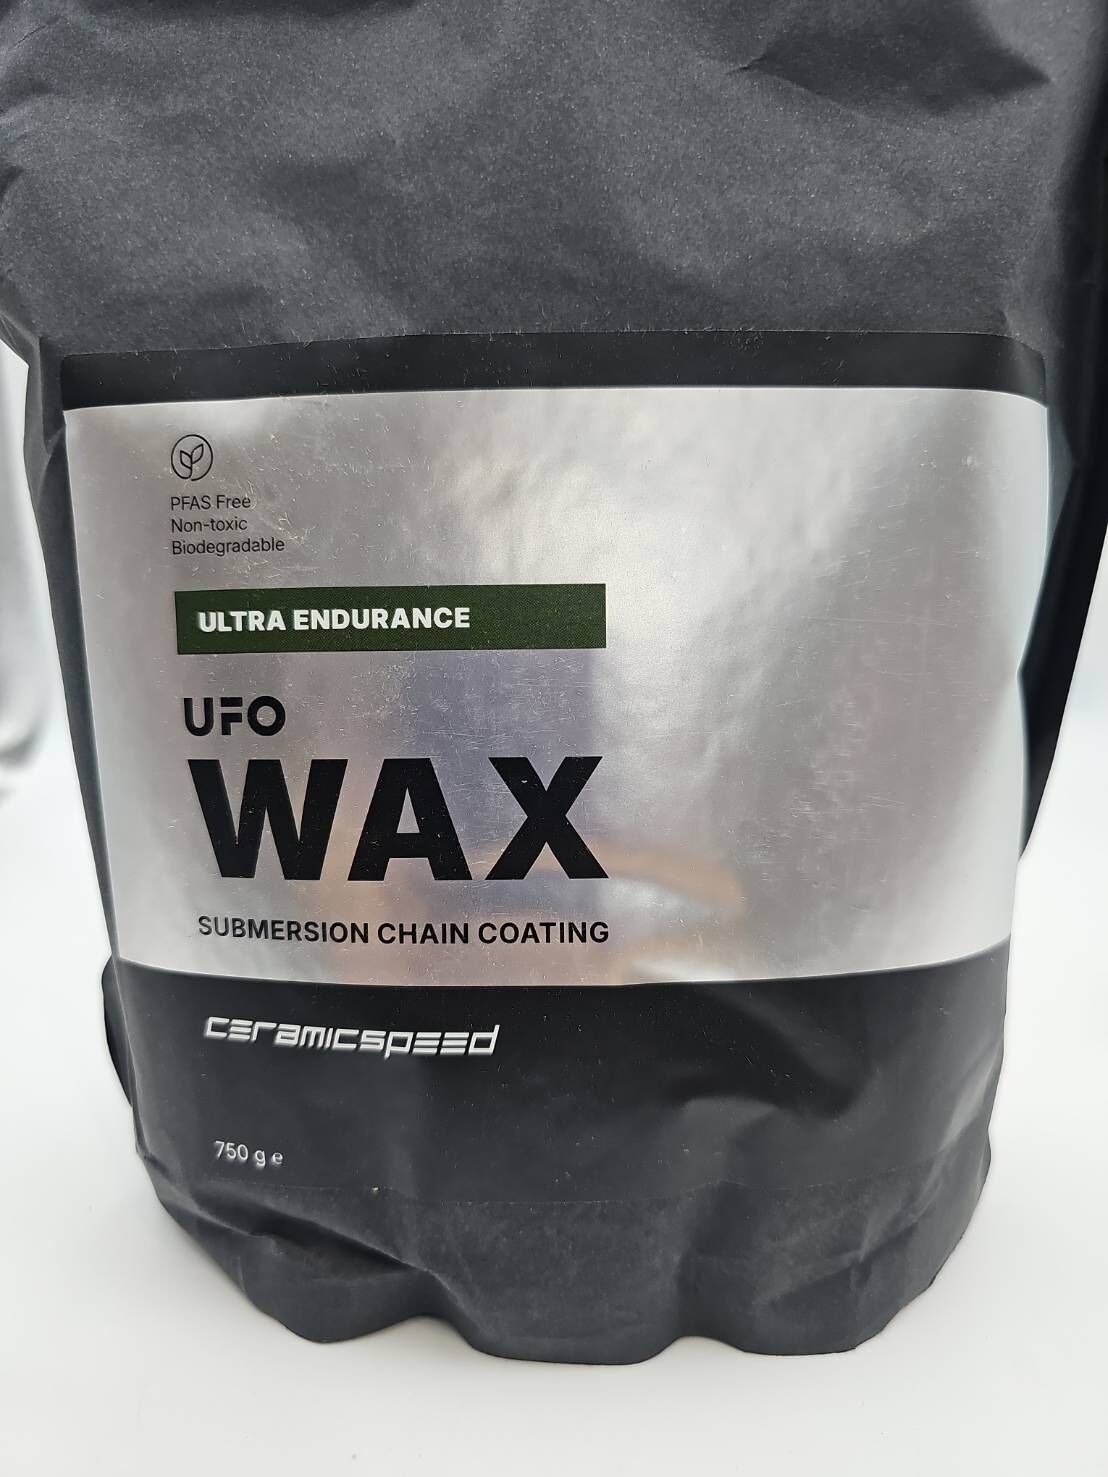 PFAS Free
Non-toxic
Biodegradable
ULTRA ENDURANCE
UFO
WAX
SUBMERSION CHAIN COATING
ceramicspeed
750 g ℮